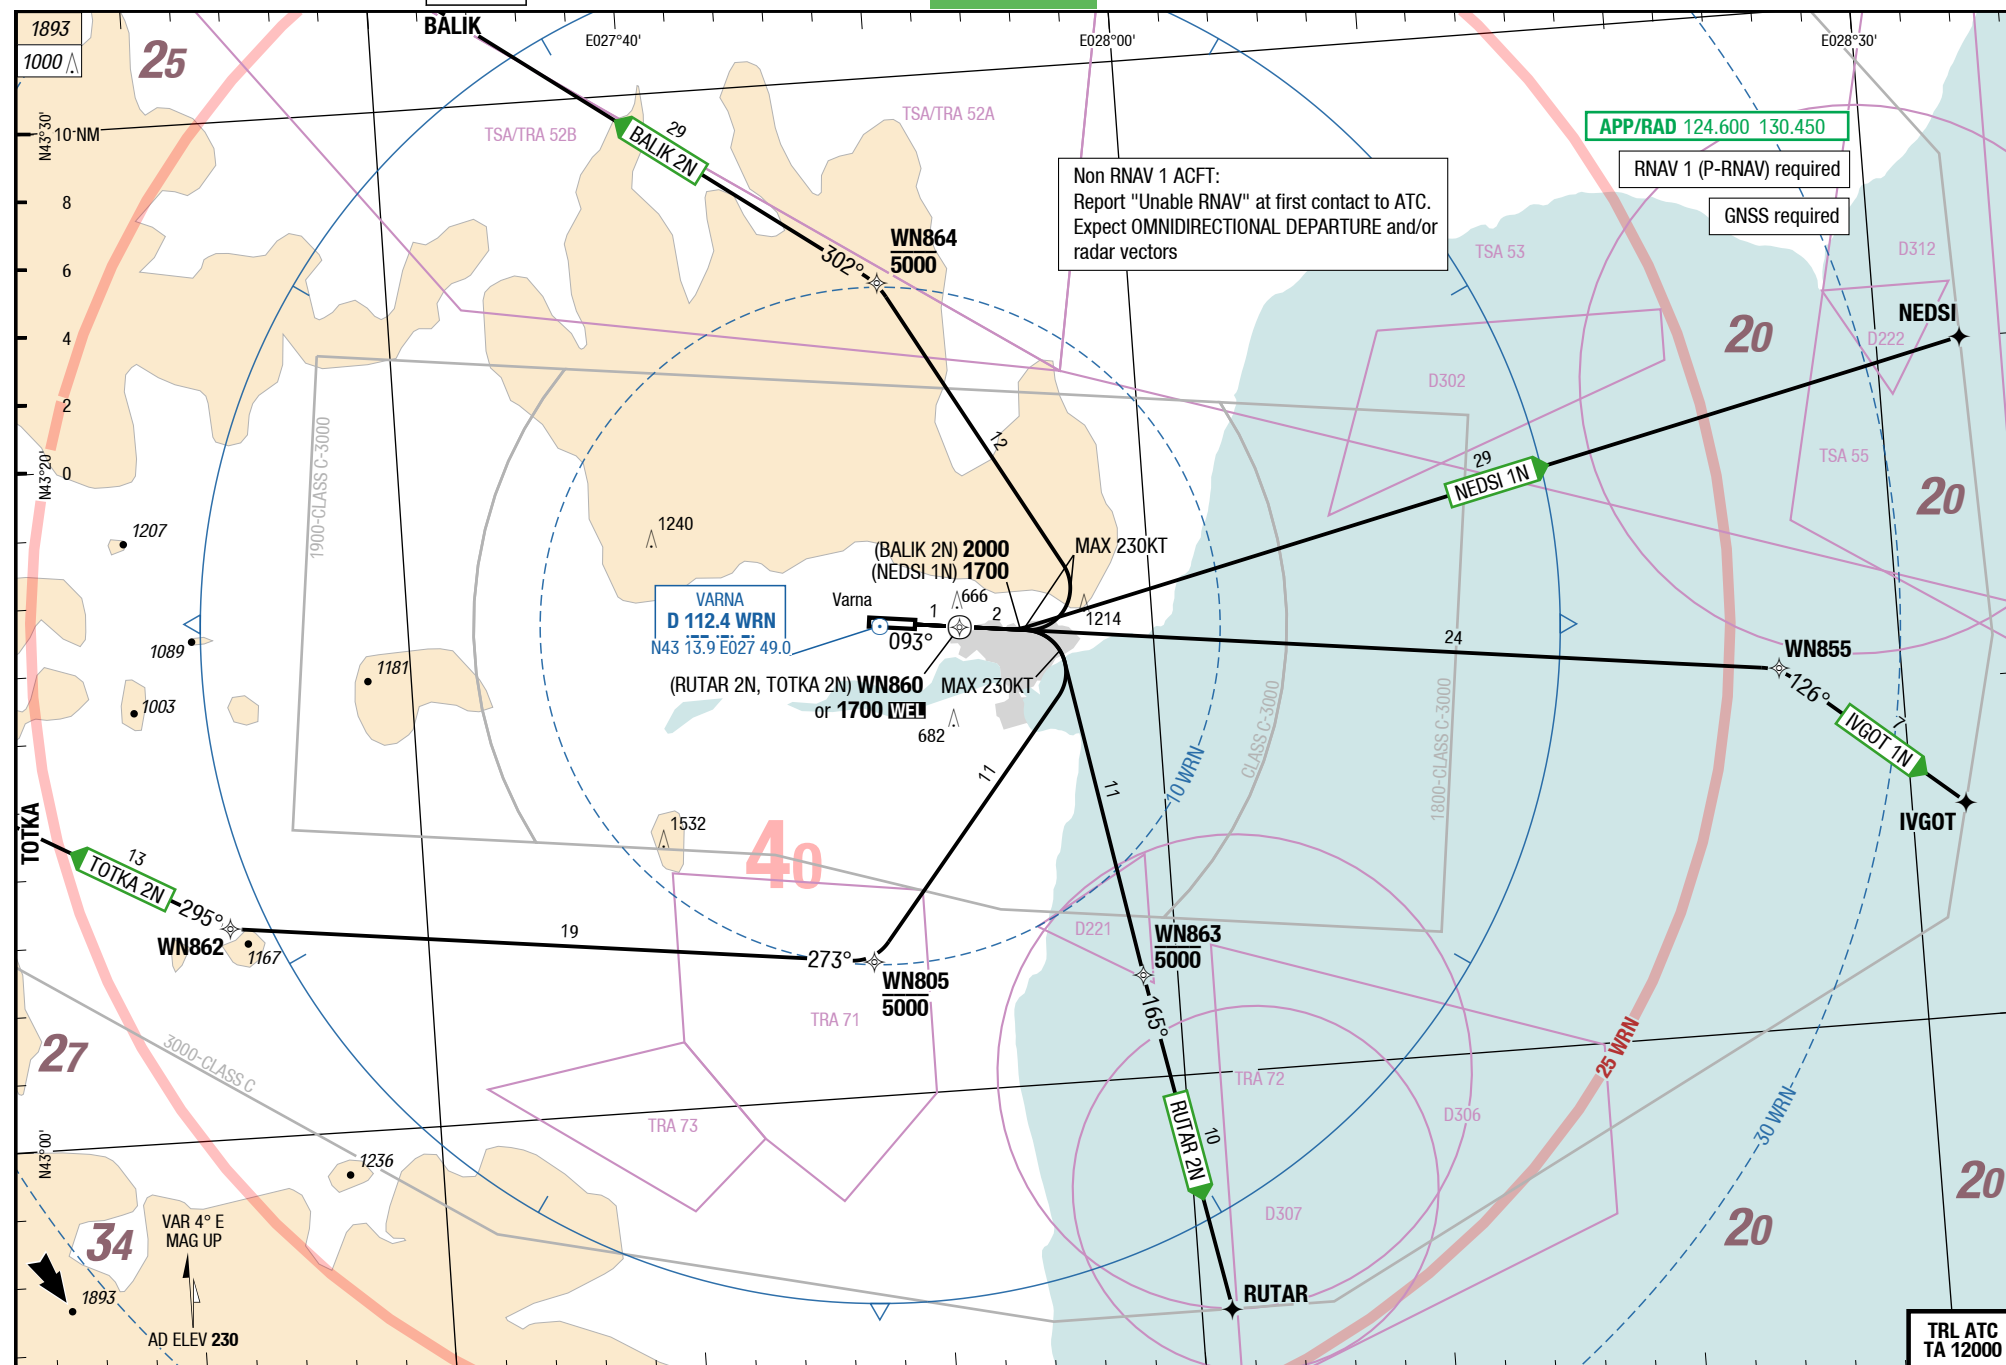 BALIK
1893
1000
25
E027°40'
E028°00'
E028°30'
N43°30'
10 NM
8
6
4
2
0
N43°20'
N43°00'
TSA/TRA 52B
TSA/TRA 52A
29
BALIK 2N
302°
WN864
5000
APP/RAD 124.600 130.450
RNAV 1 (P-RNAV) required
GNSS required
Non RNAV 1 ACFT:
Report "Unable RNAV" at first contact to ATC.
Expect OMNIDIRECTIONAL DEPARTURE and/or
radar vectors
TSA 53
D312
NEDSI
20
D222
D302
TSA 55
20
29
NEDSI 1N
12
1900-CLASS C-3000
1207
1240
(BALIK 2N) 2000
(NEDSI 1N) 1700
MAX 230KT
VARNA
D 112.4 WRN
N43 13.9 E027 49.0
Varna
1
666
2
093°
1214
24
WN855
126°
7
IVGOT 1N
IVGOT
1089
1181
1003
(RUTAR 2N, TOTKA 2N) WN860
or 1700 WEL
MAX 230KT
682
11
11
10 WRN
CLASS C-3000
1800-CLASS C-3000
1532
40
TOTKA
13
TOTKA 2N
295°
WN862
1167
19
273°
WN805
5000
D221
WN863
5000
165°
TRA 71
27
3000-CLASS C
TRA 73
TRA 72
D306
25 WRN
30 WRN
10
RUTAR 2N
D307
20
20
1236
34
VAR 4° E
MAG UP
1893
AD ELEV 230
RUTAR
TRL ATC
TA 12000